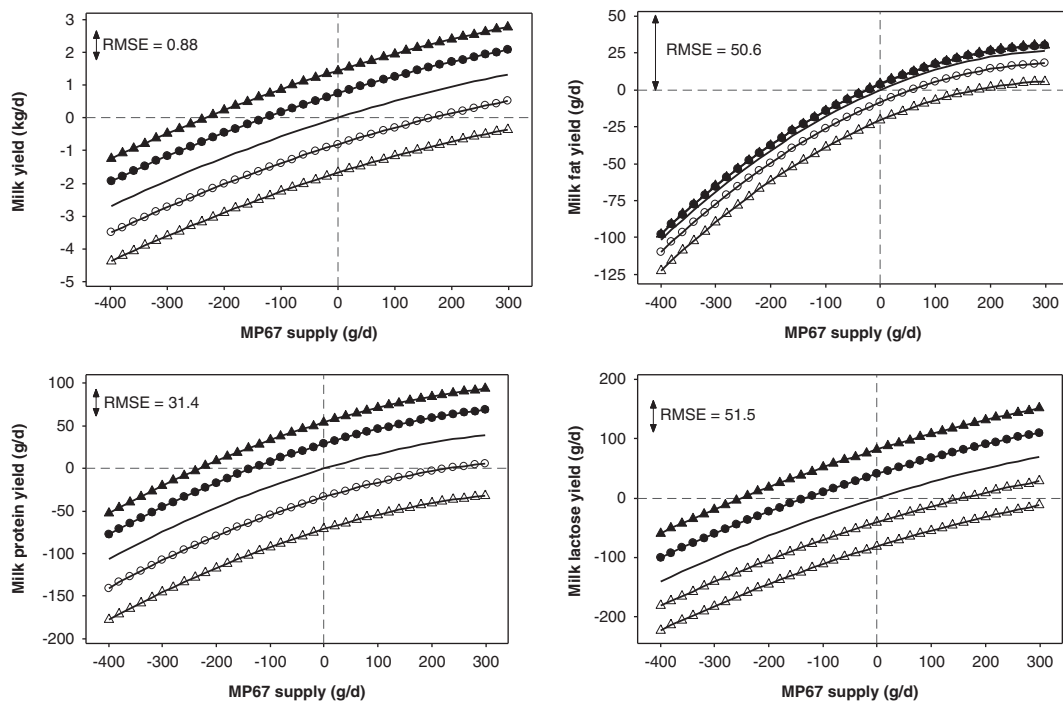 3
2
1
0
-1
-2
-3
-4
-5
RMSE = 0.88
Milk yield (kg/d)
-400 -300 -200 -100 0 100 200 300
MP67 supply (g/d)
50
25
0
-25
-50
-75
-100
-125
RMSE = 50.6
Milk fat yield (g/d)
-400 -300 -200 -100 0 100 200 300
MP67 supply (g/d)
100
50
0
-50
-100
-150
-200
RMSE = 31.4
Milk protein yield (g/d)
-400 -300 -200 -100 0 100 200 300
MP67 supply (g/d)
200
100
0
-100
-200
RMSE = 51.5
Milk lactose yield (g/d)
-400 -300 -200 -100 0 100 200 300
MP67 supply (g/d)